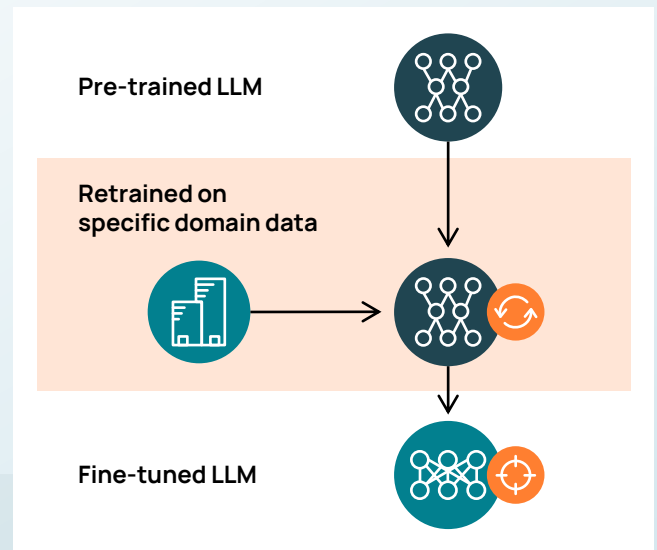 Pre-trained LLM
Retrained on
specific domain data
Fine-tuned LLM